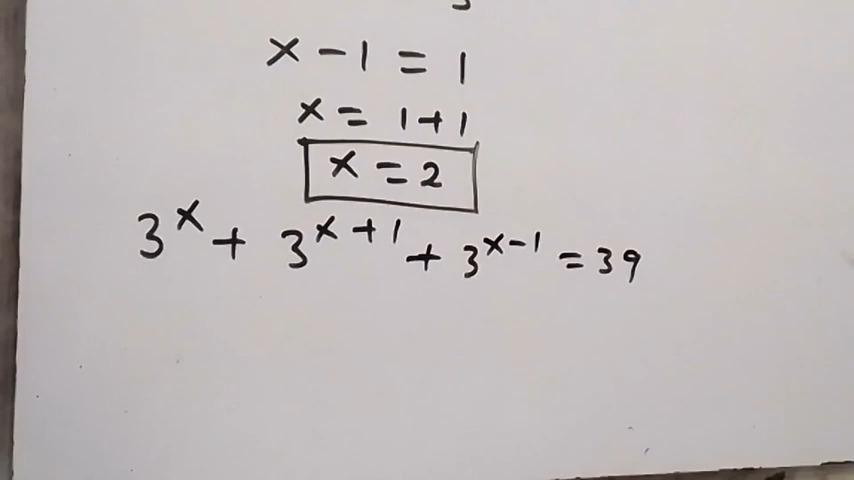 x - 1 = 1
x = 1 + 1
x = 2
3^x + 3^{x+1} + 3^{x-1} = 39